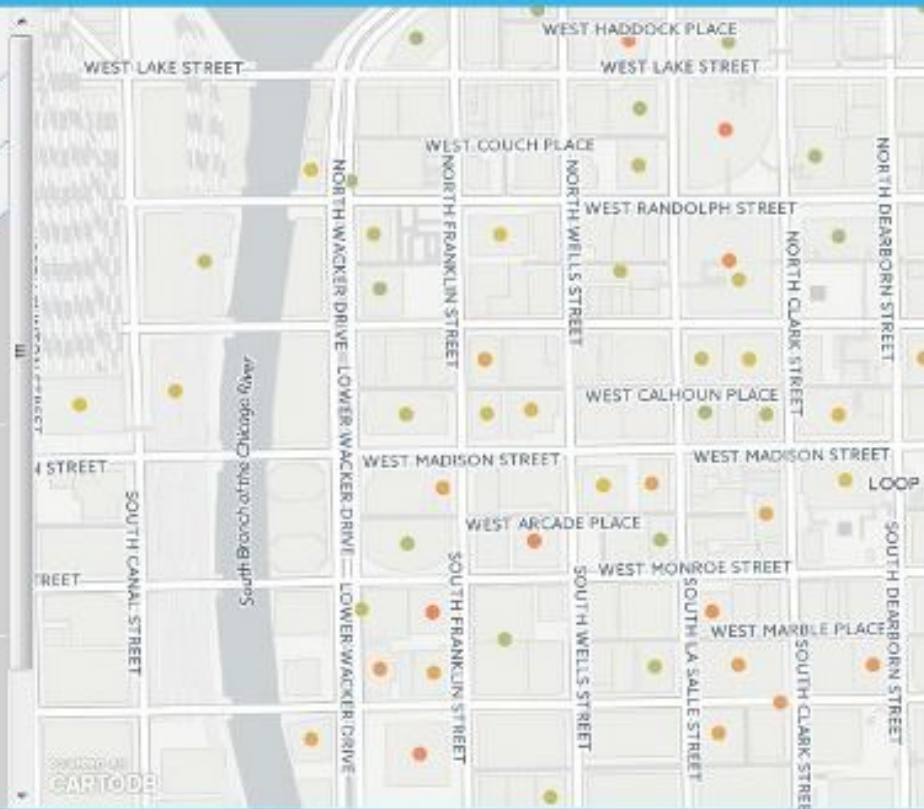 WEST HADDOCK PLACE
WEST LAKE STREET
WEST LAKE STREET
WEST COUCH PLACE
NORTH DEARBORN STREET
NORTH WACKER DRIVE
NORTH FRANKLIN STREET
NORTH WELLS STREET
WEST RANDOLPH STREET
NORTH CLARK STREET
South Branch of the Chicago River
LOWER WACKER DRIVE
WEST CALHOUN PLACE
STREET
WEST MADISON STREET
WEST MADISON STREET
LOOP
SOUTH CANAL STREET
WEST ARCADE PLACE
SOUTH DEARBORN STREET
SOUTH FRANKLIN STREET
WEST MONROE STREET
TREET
SOUTH WELLS STREET
SOUTH LA SALLE STREET
LOWER WACKER DRIVE
WEST MARBLE PLACE
SOUTH CLARK STREE
CARTODB